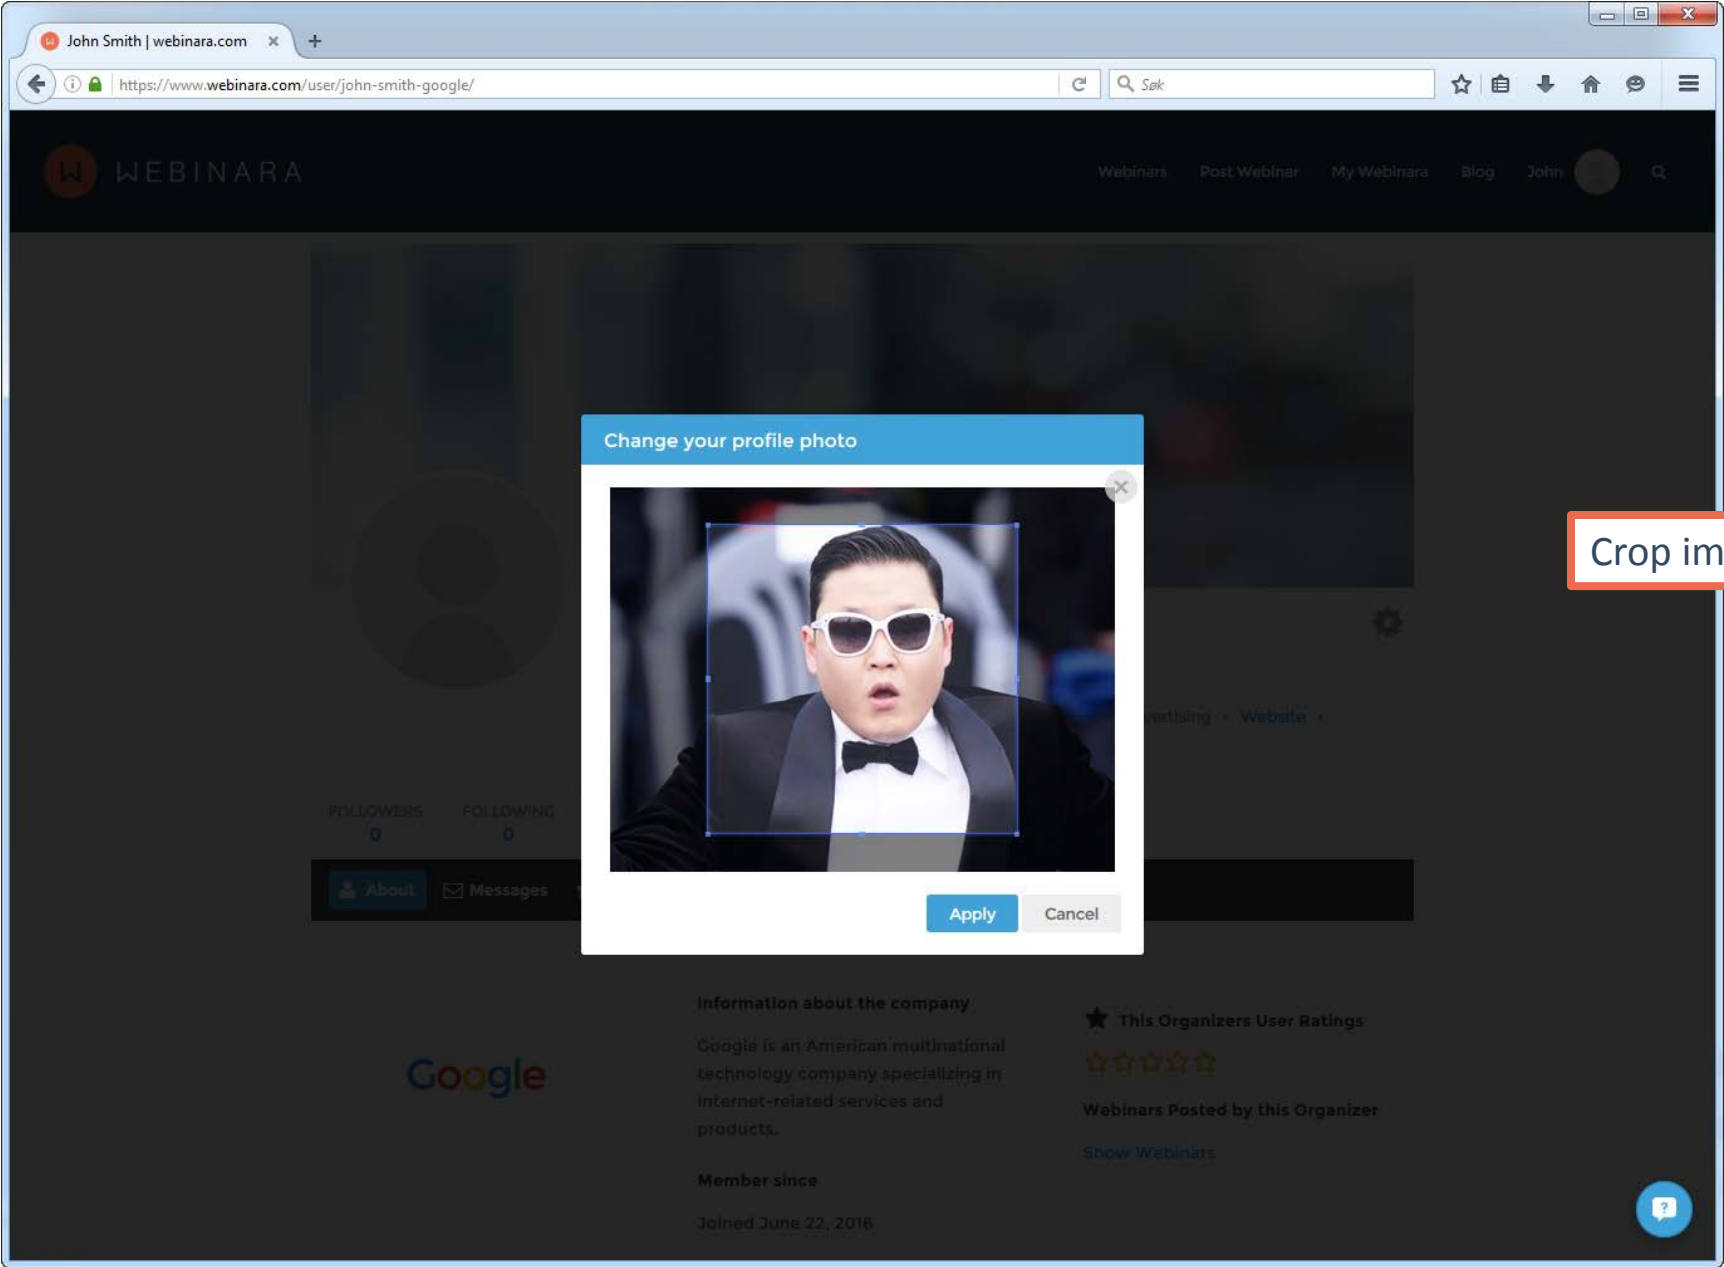 John Smith | webinara.com
https://www.webinara.com/user/john-smith-google/
Søk
WEBINARA
Webinars Post Webinar My Webinara Blog John
Change your profile photo
Crop im
vertising • Website •
FOLLOWERS FOLLOWING
0 0
About Messages
Apply Cancel
Google
Information about the company
Google is an American multinational
technology company specializing in
Internet-related services and
products.
Member since
Joined June 22, 2016
This Organizers User Ratings
Webinars Posted by this Organizer
Show Webinars